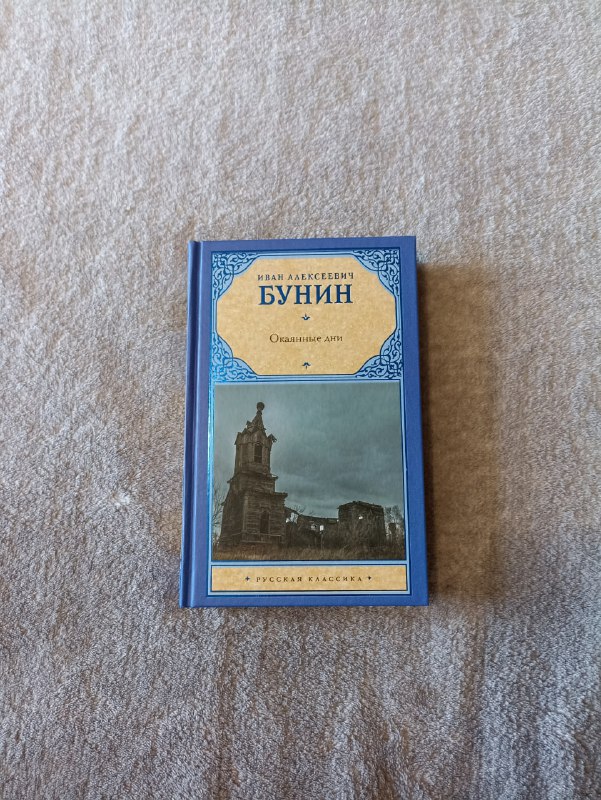 ИВАН АЛЕКСЕЕВИЧ
БУНИН
Окаянные дни
РУССКАЯ КЛАССИКА